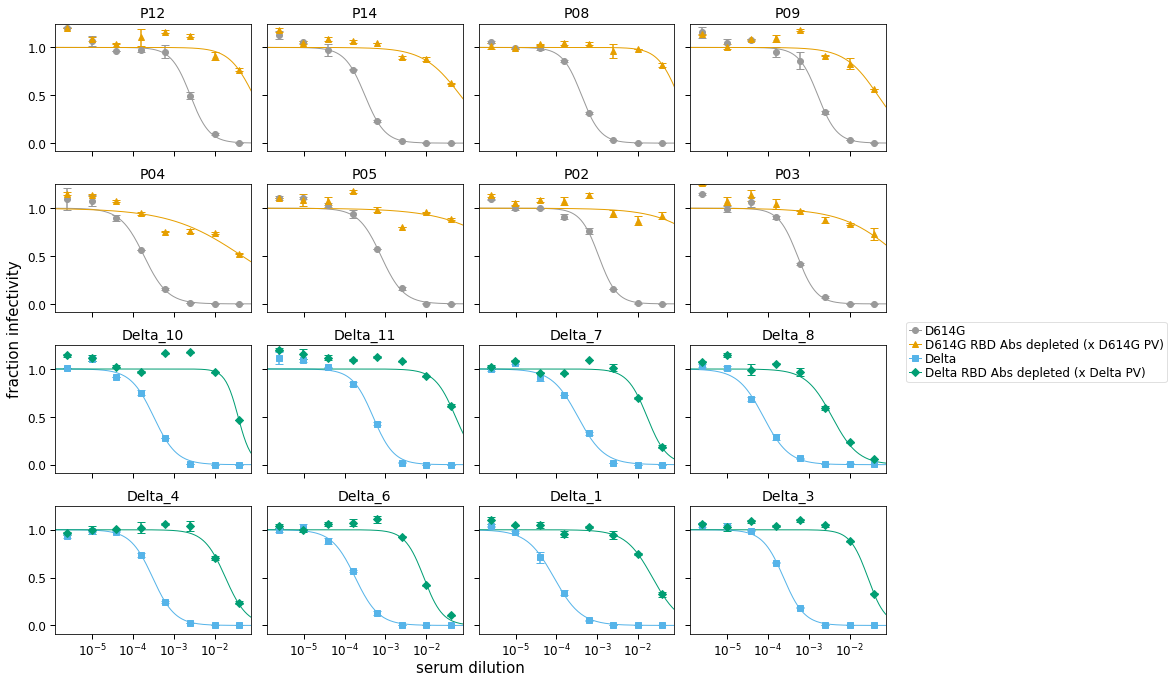 P12 P14 P08 P09
1.0
0.5
0.0
P04 P05 P02 P03
1.0
0.5
0.0
fraction infectivity
Delta_10 Delta_11 Delta_7 Delta_8
1.0
0.5
0.0
Delta_4 Delta_6 Delta_1 Delta_3
1.0
0.5
0.0
10⁻⁵ 10⁻⁴ 10⁻³ 10⁻² 10⁻⁵ 10⁻⁴ 10⁻³ 10⁻² 10⁻⁵ 10⁻⁴ 10⁻³ 10⁻² 10⁻⁵ 10⁻⁴ 10⁻³ 10⁻²
serum dilution
D614G
D614G RBD Abs depleted (x D614G PV)
Delta
Delta RBD Abs depleted (x Delta PV)